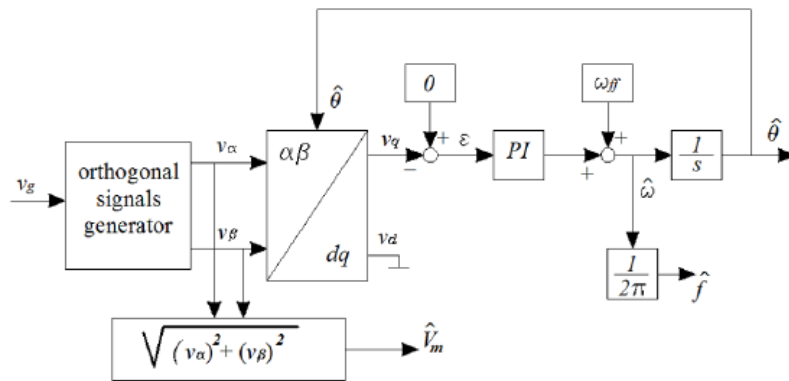 θ̂
0
ω_ff
v_g
orthogonal
signals
generator
v_α
v_β
αβ
dq
v_q
v_d
+
−
ε
PI
+
+
ω̂
1/s
θ̂
1/2π
f̂
√(v_α)²+(v_β)²
V̂_m